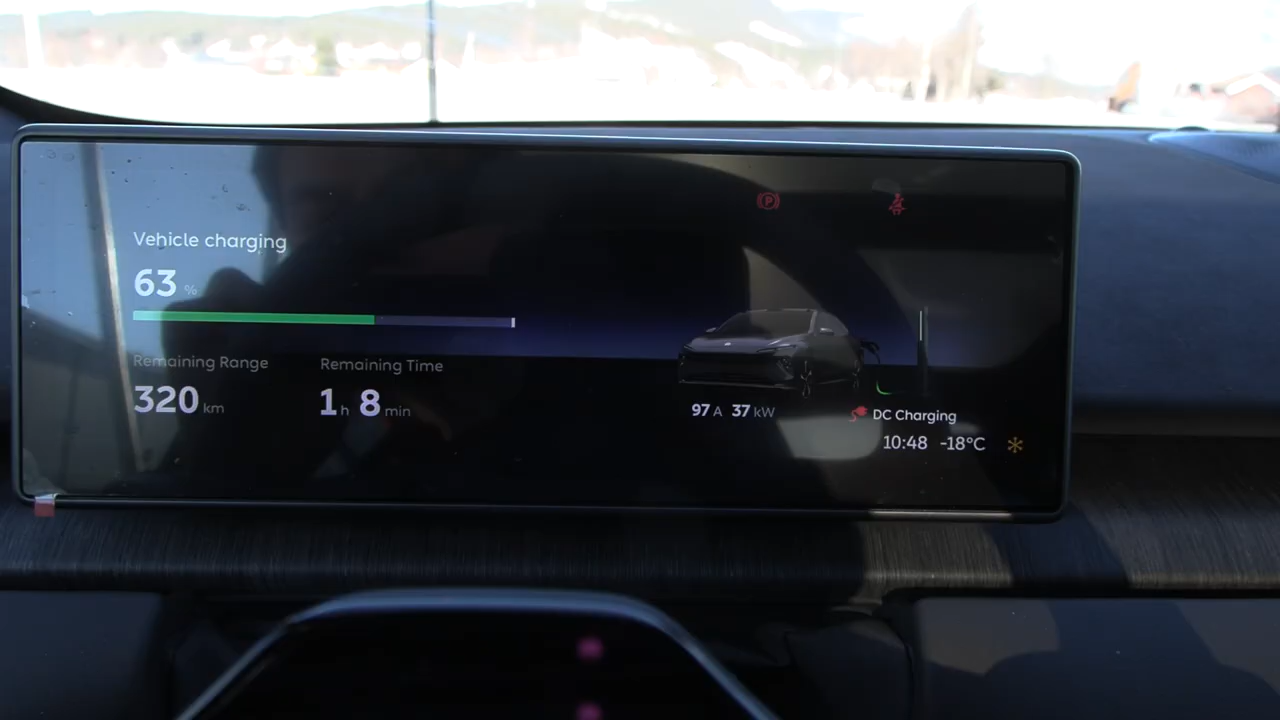 P
Vehicle charging
63 %
Remaining Range
Remaining Time
320 km
1 h 8 min
97 A 37 kW
DC Charging
10:48 -18°C